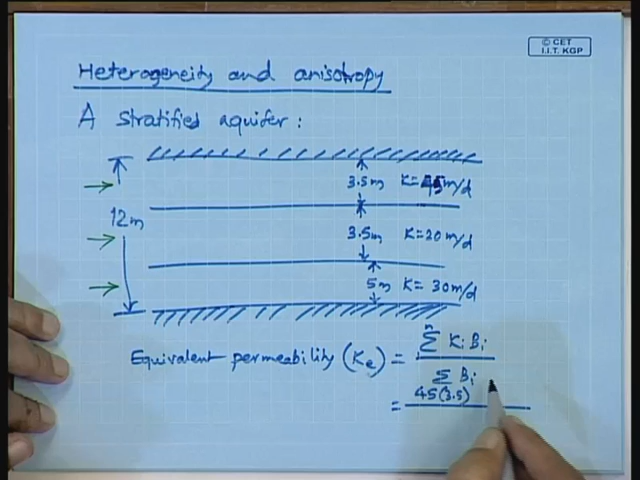 © CET
I.I.T. KGP
Heterogeneity and anisotropy
A stratified aquifer:
3.5m K=45m/d
12m
3.5m K=20m/d
5m K=30m/d
Equivalent permeability (Ke) = n∑ Ki Bi
∑ Bi
= 45(3.5)